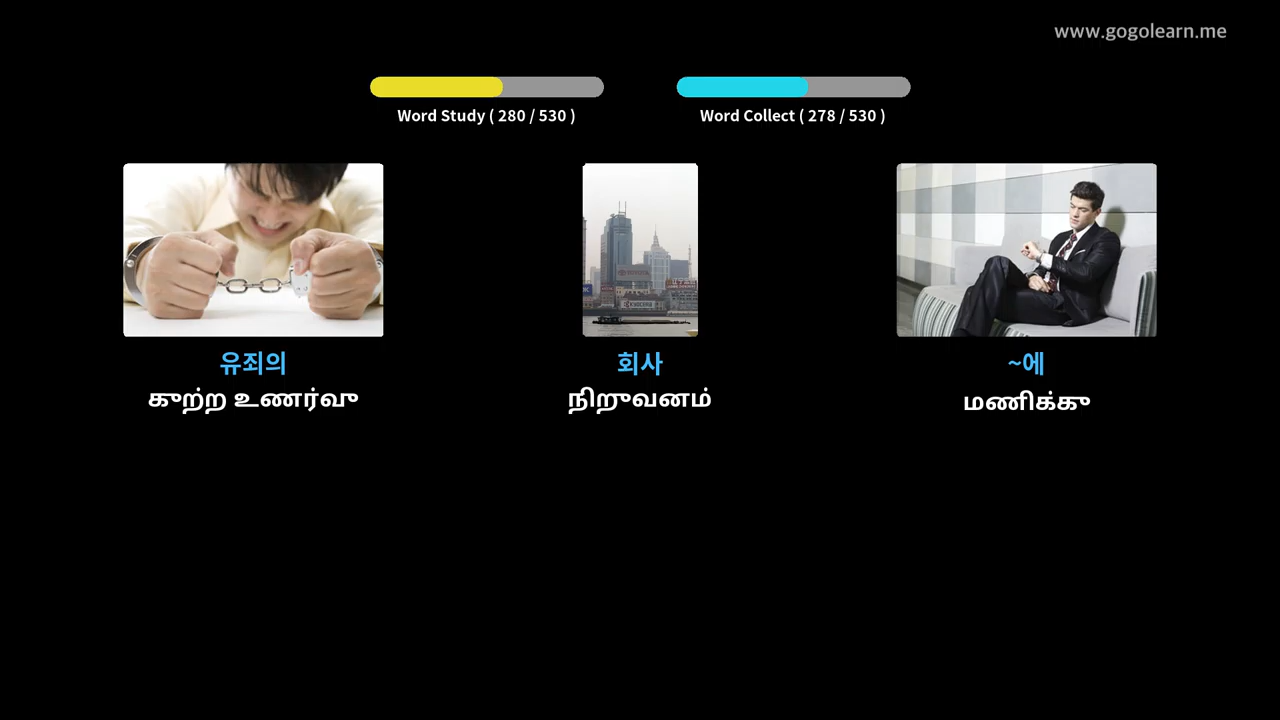 www.gogolearn.me
Word Study ( 280 / 530 )
Word Collect ( 278 / 530 )
TOYOTA
유죄의
குற்ற உணர்வு
회사
நிறுவனம்
~에
மணிக்கு